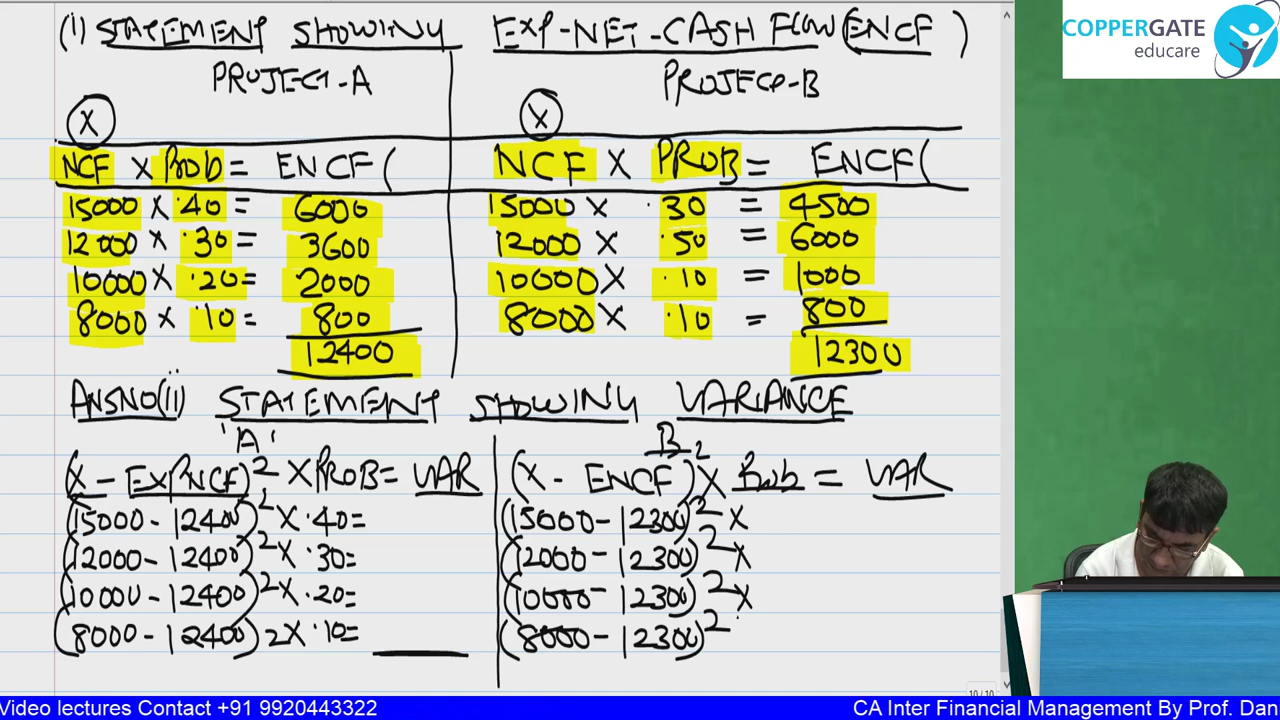 (i) STATEMENT SHOWING EXP-NET-CASH FLOW (ENCF)
PROJECT-A
PROJECT-B
X
X
NCF X PROB = ENCF(
15000 X .40 = 6000
12000 X .30 = 3600
10000 X .20 = 2000
8000 X .10 = 800
12400
NCF X PROB = ENCF(
15000 X .30 = 4500
12000 X .50 = 6000
10000 X .10 = 1000
8000 X .10 = 800
12300
ANSNO(ii) STATEMENT SHOWING VARIANCE
'A'
(X - EXPNCF)² X PROB = VAR
(15000 - 12400)² X .40 =
(12000 - 12400)² X .30 =
(10000 - 12400)² X .20 =
(8000 - 12400)2 X .10 =
B
(X - ENCF)² X Prob = VAR
(15000 - 12300)² X
(12000 - 12300)² X
(10000 - 12300)² X
(8000 - 12300)²
COPPERGATE
educare
10/10
Video lectures Contact +91 9920443322
CA Inter Financial Management By Prof. Dan